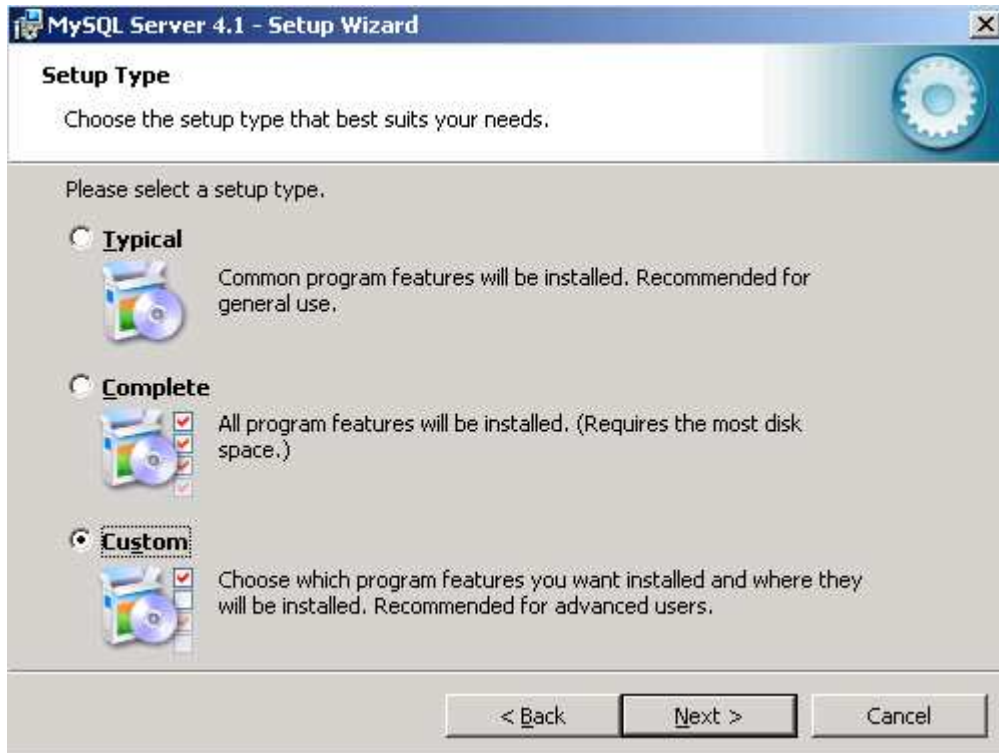 MySQL Server 4.1 - Setup Wizard
Setup Type
Choose the setup type that best suits your needs.
Please select a setup type.
Typical
Common program features will be installed. Recommended for
general use.
Complete
All program features will be installed. (Requires the most disk
space.)
Custom
Choose which program features you want installed and where they
will be installed. Recommended for advanced users.
< Back
Next >
Cancel